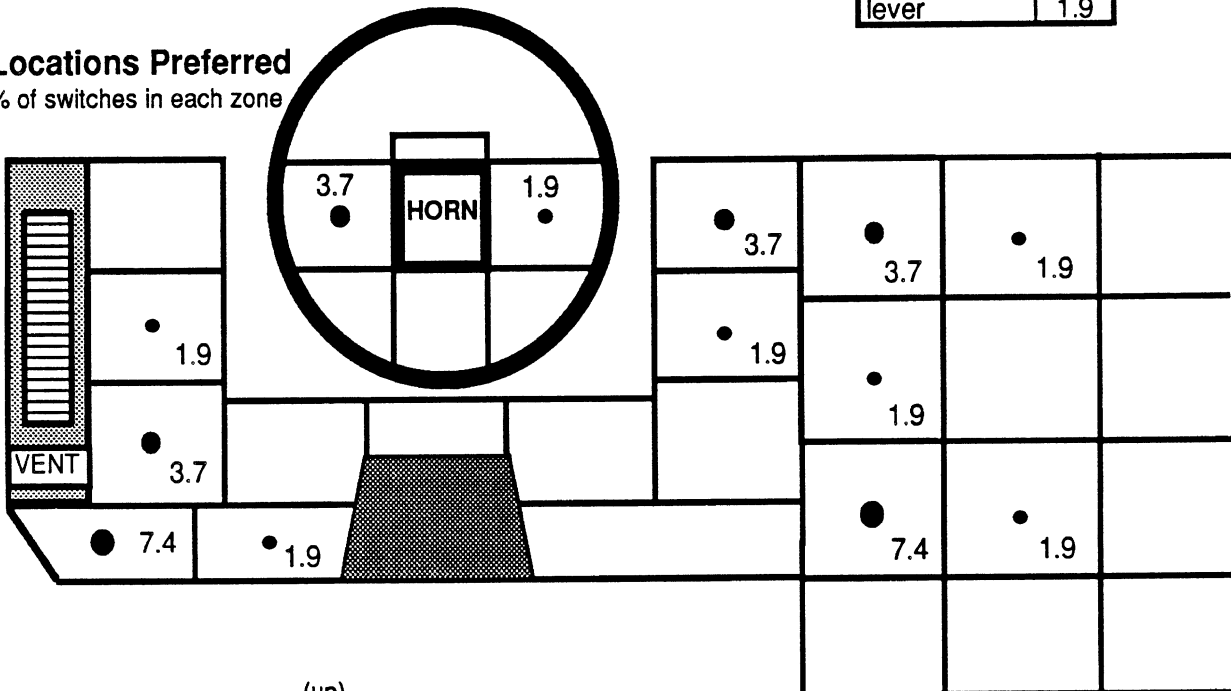 lever 1.9
Locations Preferred
% of switches in each zone
3.7
1.9
HORN
3.7
3.7
1.9
1.9
1.9
1.9
VENT
3.7
7.4
1.9
7.4
1.9
(up)